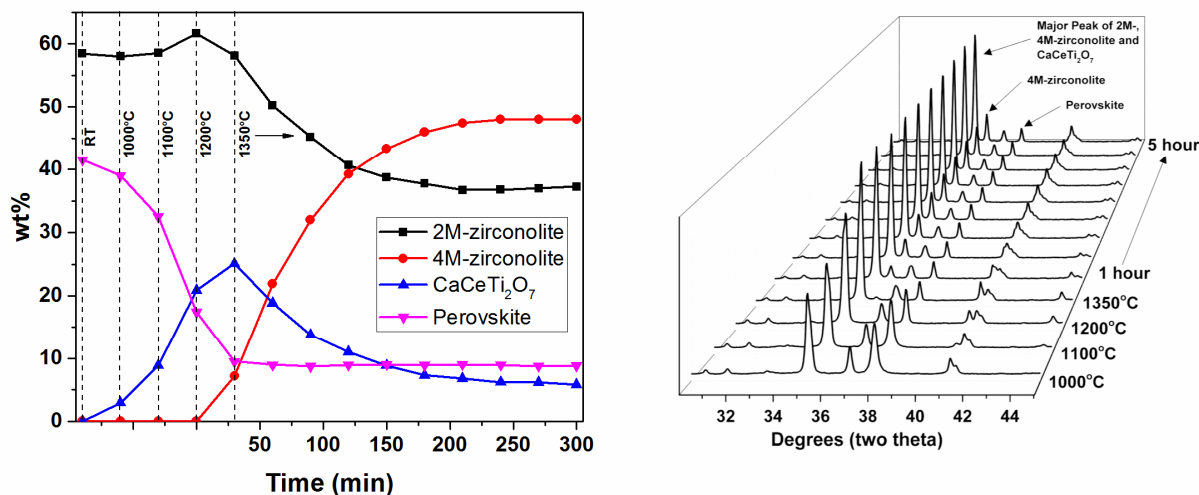 60
50
40
30
20
10
0
wt%
RT
1000°C
1100°C
1200°C
1350°C
2M-zirconolite
4M-zirconolite
CaCeTi₂O₇
Perovskite
50 100 150 200 250 300
Time (min)
Major Peak of 2M-,
4M-zirconolite and
CaCeTi₂O₇
4M-zirconolite
Perovskite
5 hour
1 hour
1350°C
1200°C
1100°C
1000°C
32 34 36 38 40 42 44
Degrees (two theta)